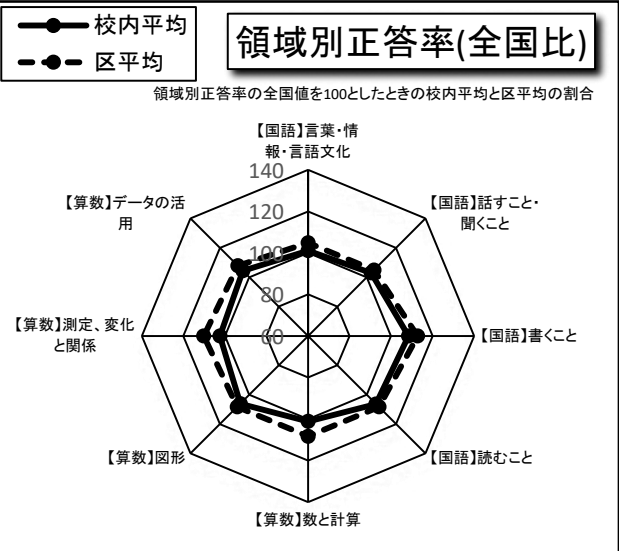 校内平均
区平均
領域別正答率(全国比)
領域別正答率の全国値を100としたときの校内平均と区平均の割合
【国語】言葉・情
報・言語文化
【国語】話すこと・
聞くこと
【国語】書くこと
【国語】読むこと
【算数】数と計算
【算数】図形
【算数】測定、変化
と関係
【算数】データの活
用
140
120
100
80
60